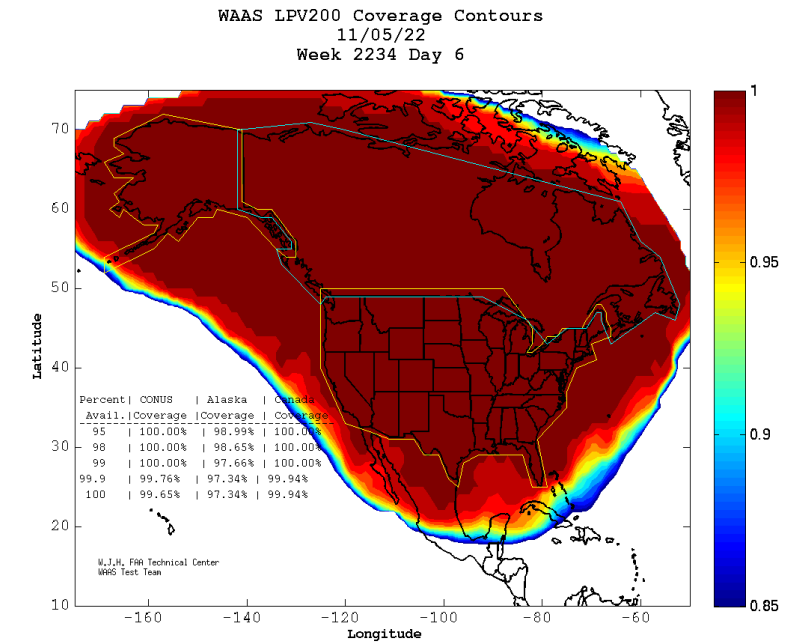 WAAS LPV200 Coverage Contours
11/05/22
Week 2234 Day 6
70
60
50
40
30
20
10
Latitude
-160
-140
-120
-100
-80
-60
Longitude
Percent| CONUS | Alaska | Canada
Avail.|Coverage |Coverage | Coverage
95 | 100.00% | 98.99% | 100.00%
98 | 100.00% | 98.65% | 100.00%
99 | 100.00% | 97.66% | 100.00%
99.9 | 99.76% | 97.34% | 99.94%
100 | 99.65% | 97.34% | 99.94%
W.J.H. FAA Technical Center
WAAS Test Team
1
0.95
0.9
0.85